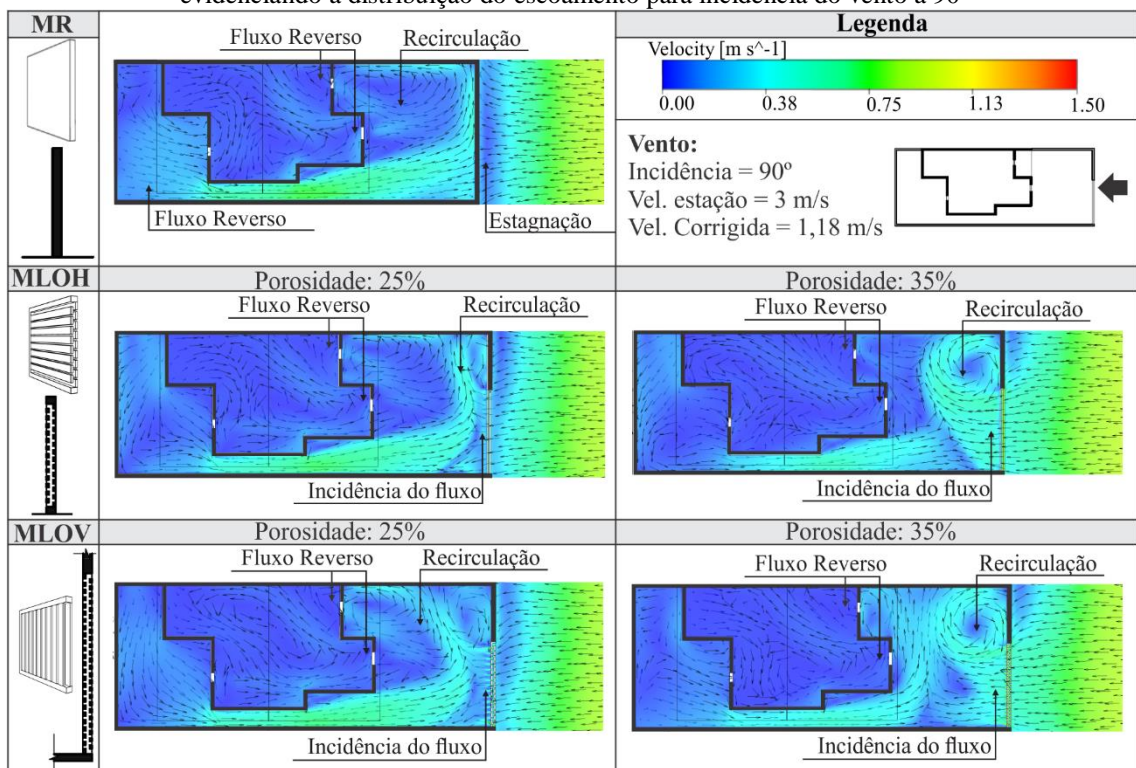 evidenciando a distribuição do escoamento para incidência do vento a 90º
MR
Fluxo Reverso
Recirculação
Fluxo Reverso
Estagnação
Legenda
Velocity [m s^-1]
0.00 0.38 0.75 1.13 1.50
Vento:
Incidência = 90º
Vel. estação = 3 m/s
Vel. Corrigida = 1,18 m/s
MLOH
Porosidade: 25%
Fluxo Reverso
Recirculação
Incidência do fluxo
Porosidade: 35%
Fluxo Reverso
Recirculação
Incidência do fluxo
MLOV
Porosidade: 25%
Fluxo Reverso
Recirculação
Incidência do fluxo
Porosidade: 35%
Fluxo Reverso
Recirculação
Incidência do fluxo